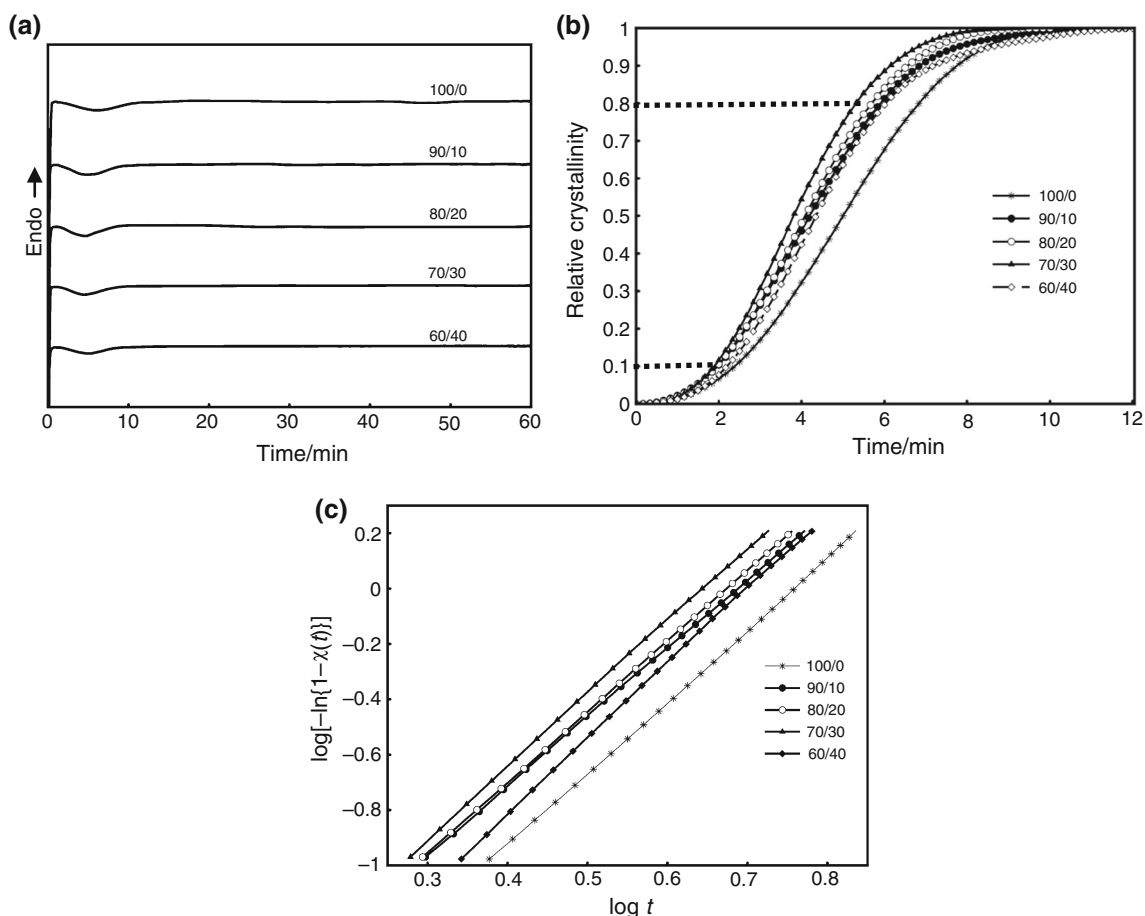 (a)
100/0
90/10
80/20
70/30
60/40
Endo →
0 10 20 30 40 50 60
Time/min
(b)
1
0.9
0.8
0.7
0.6
0.5
0.4
0.3
0.2
0.1
0
Relative crystallinity
100/0
90/10
80/20
70/30
60/40
0 2 4 6 8 10 12
Time/min
(c)
0.2
0
−0.2
−0.4
−0.6
−0.8
−1
log[−ln{1−χ(t)}]
100/0
90/10
80/20
70/30
60/40
0.3 0.4 0.5 0.6 0.7 0.8
log t